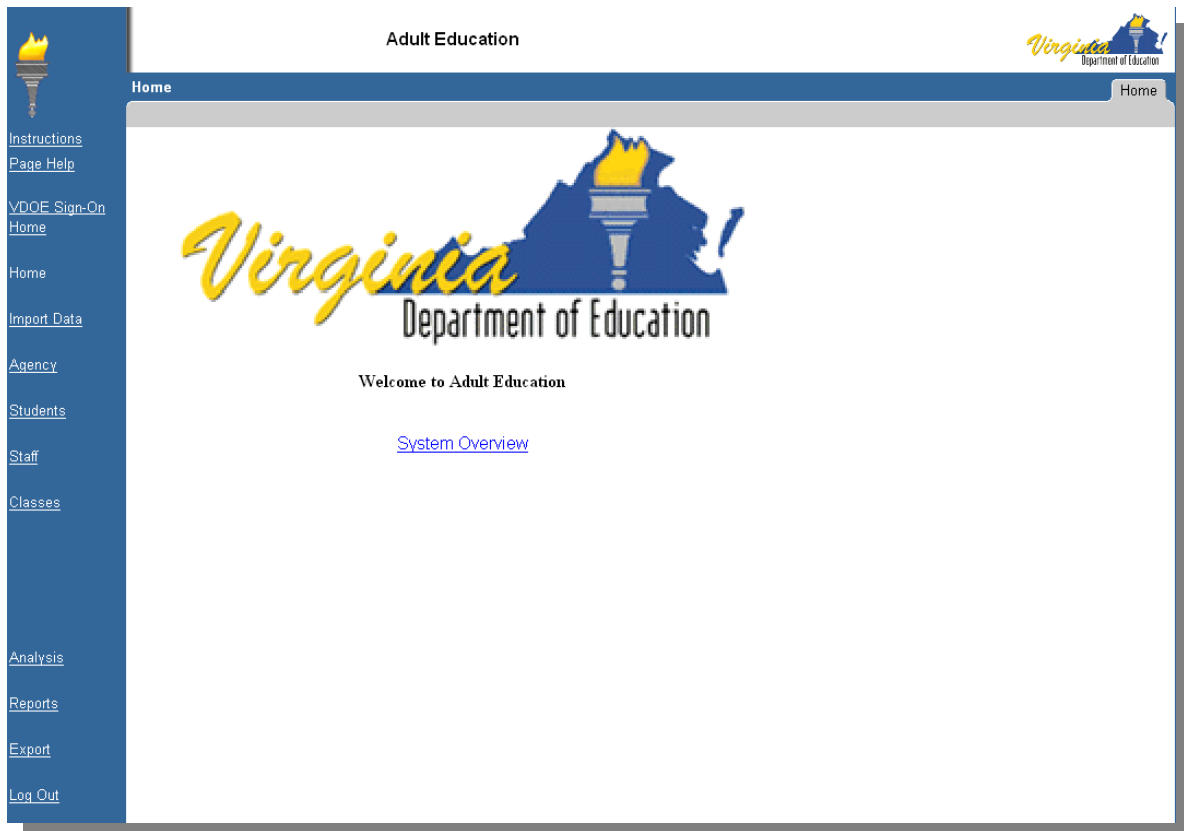 Adult Education
Virginia
Department of Education
Home
Home
Instructions
Page Help
VDOE Sign-On
Home
Home
Import Data
Agency
Students
Staff
Classes
Analysis
Reports
Export
Log Out
Virginia
Department of Education
Welcome to Adult Education
System Overview